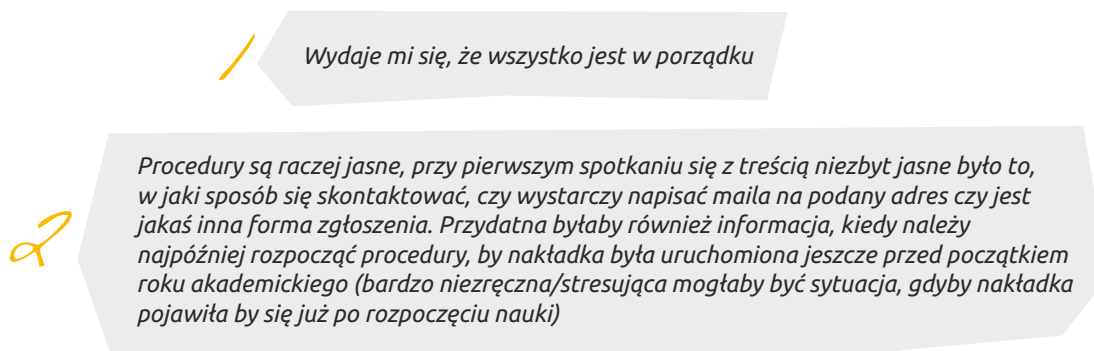 1
Wydaje mi się, że wszystko jest w porządku
2
Procedury są raczej jasne, przy pierwszym spotkaniu się z treścią niezbyt jasne było to,
w jaki sposób się skontaktować, czy wystarczy napisać maila na podany adres czy jest
jakaś inna forma zgłoszenia. Przydatna byłaby również informacja, kiedy należy
najpóźniej rozpocząć procedury, by nakładka była uruchomiona jeszcze przed początkiem
roku akademickiego (bardzo niezręczna/stresująca mogłaby być sytuacja, gdyby nakładka
pojawiła by się już po rozpoczęciu nauki)